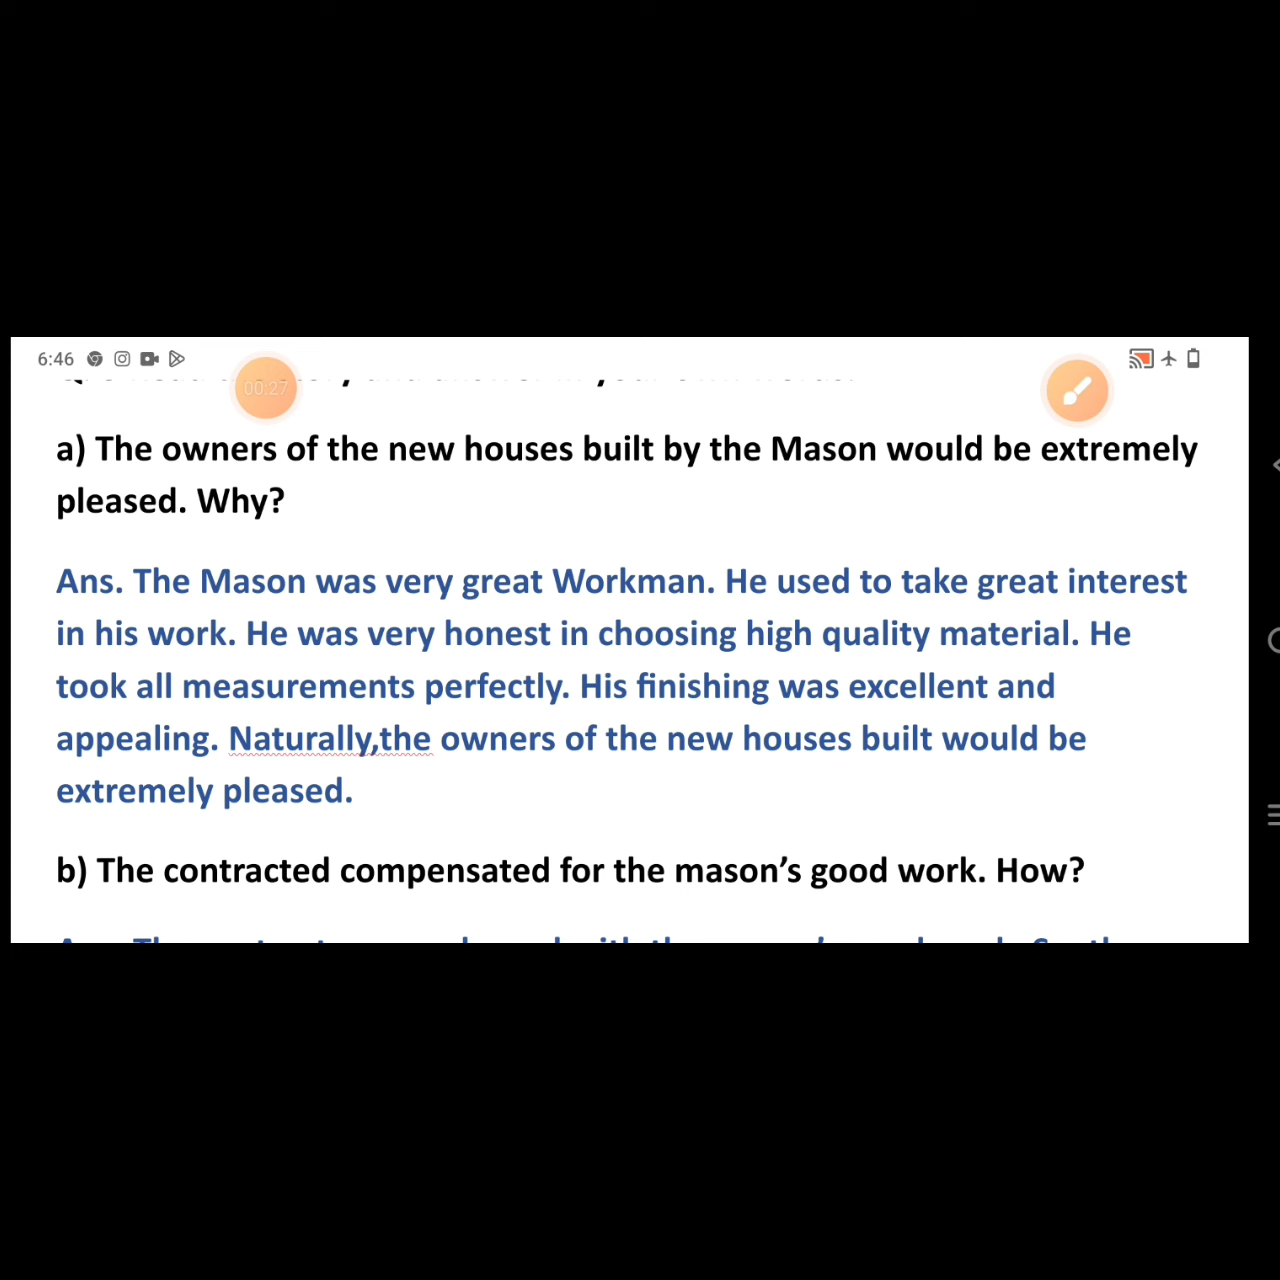 6:46
00:27
a) The owners of the new houses built by the Mason would be extremely
pleased. Why?
Ans. The Mason was very great Workman. He used to take great interest
in his work. He was very honest in choosing high quality material. He
took all measurements perfectly. His finishing was excellent and
appealing. Naturally,the owners of the new houses built would be
extremely pleased.
b) The contracted compensated for the mason’s good work. How?